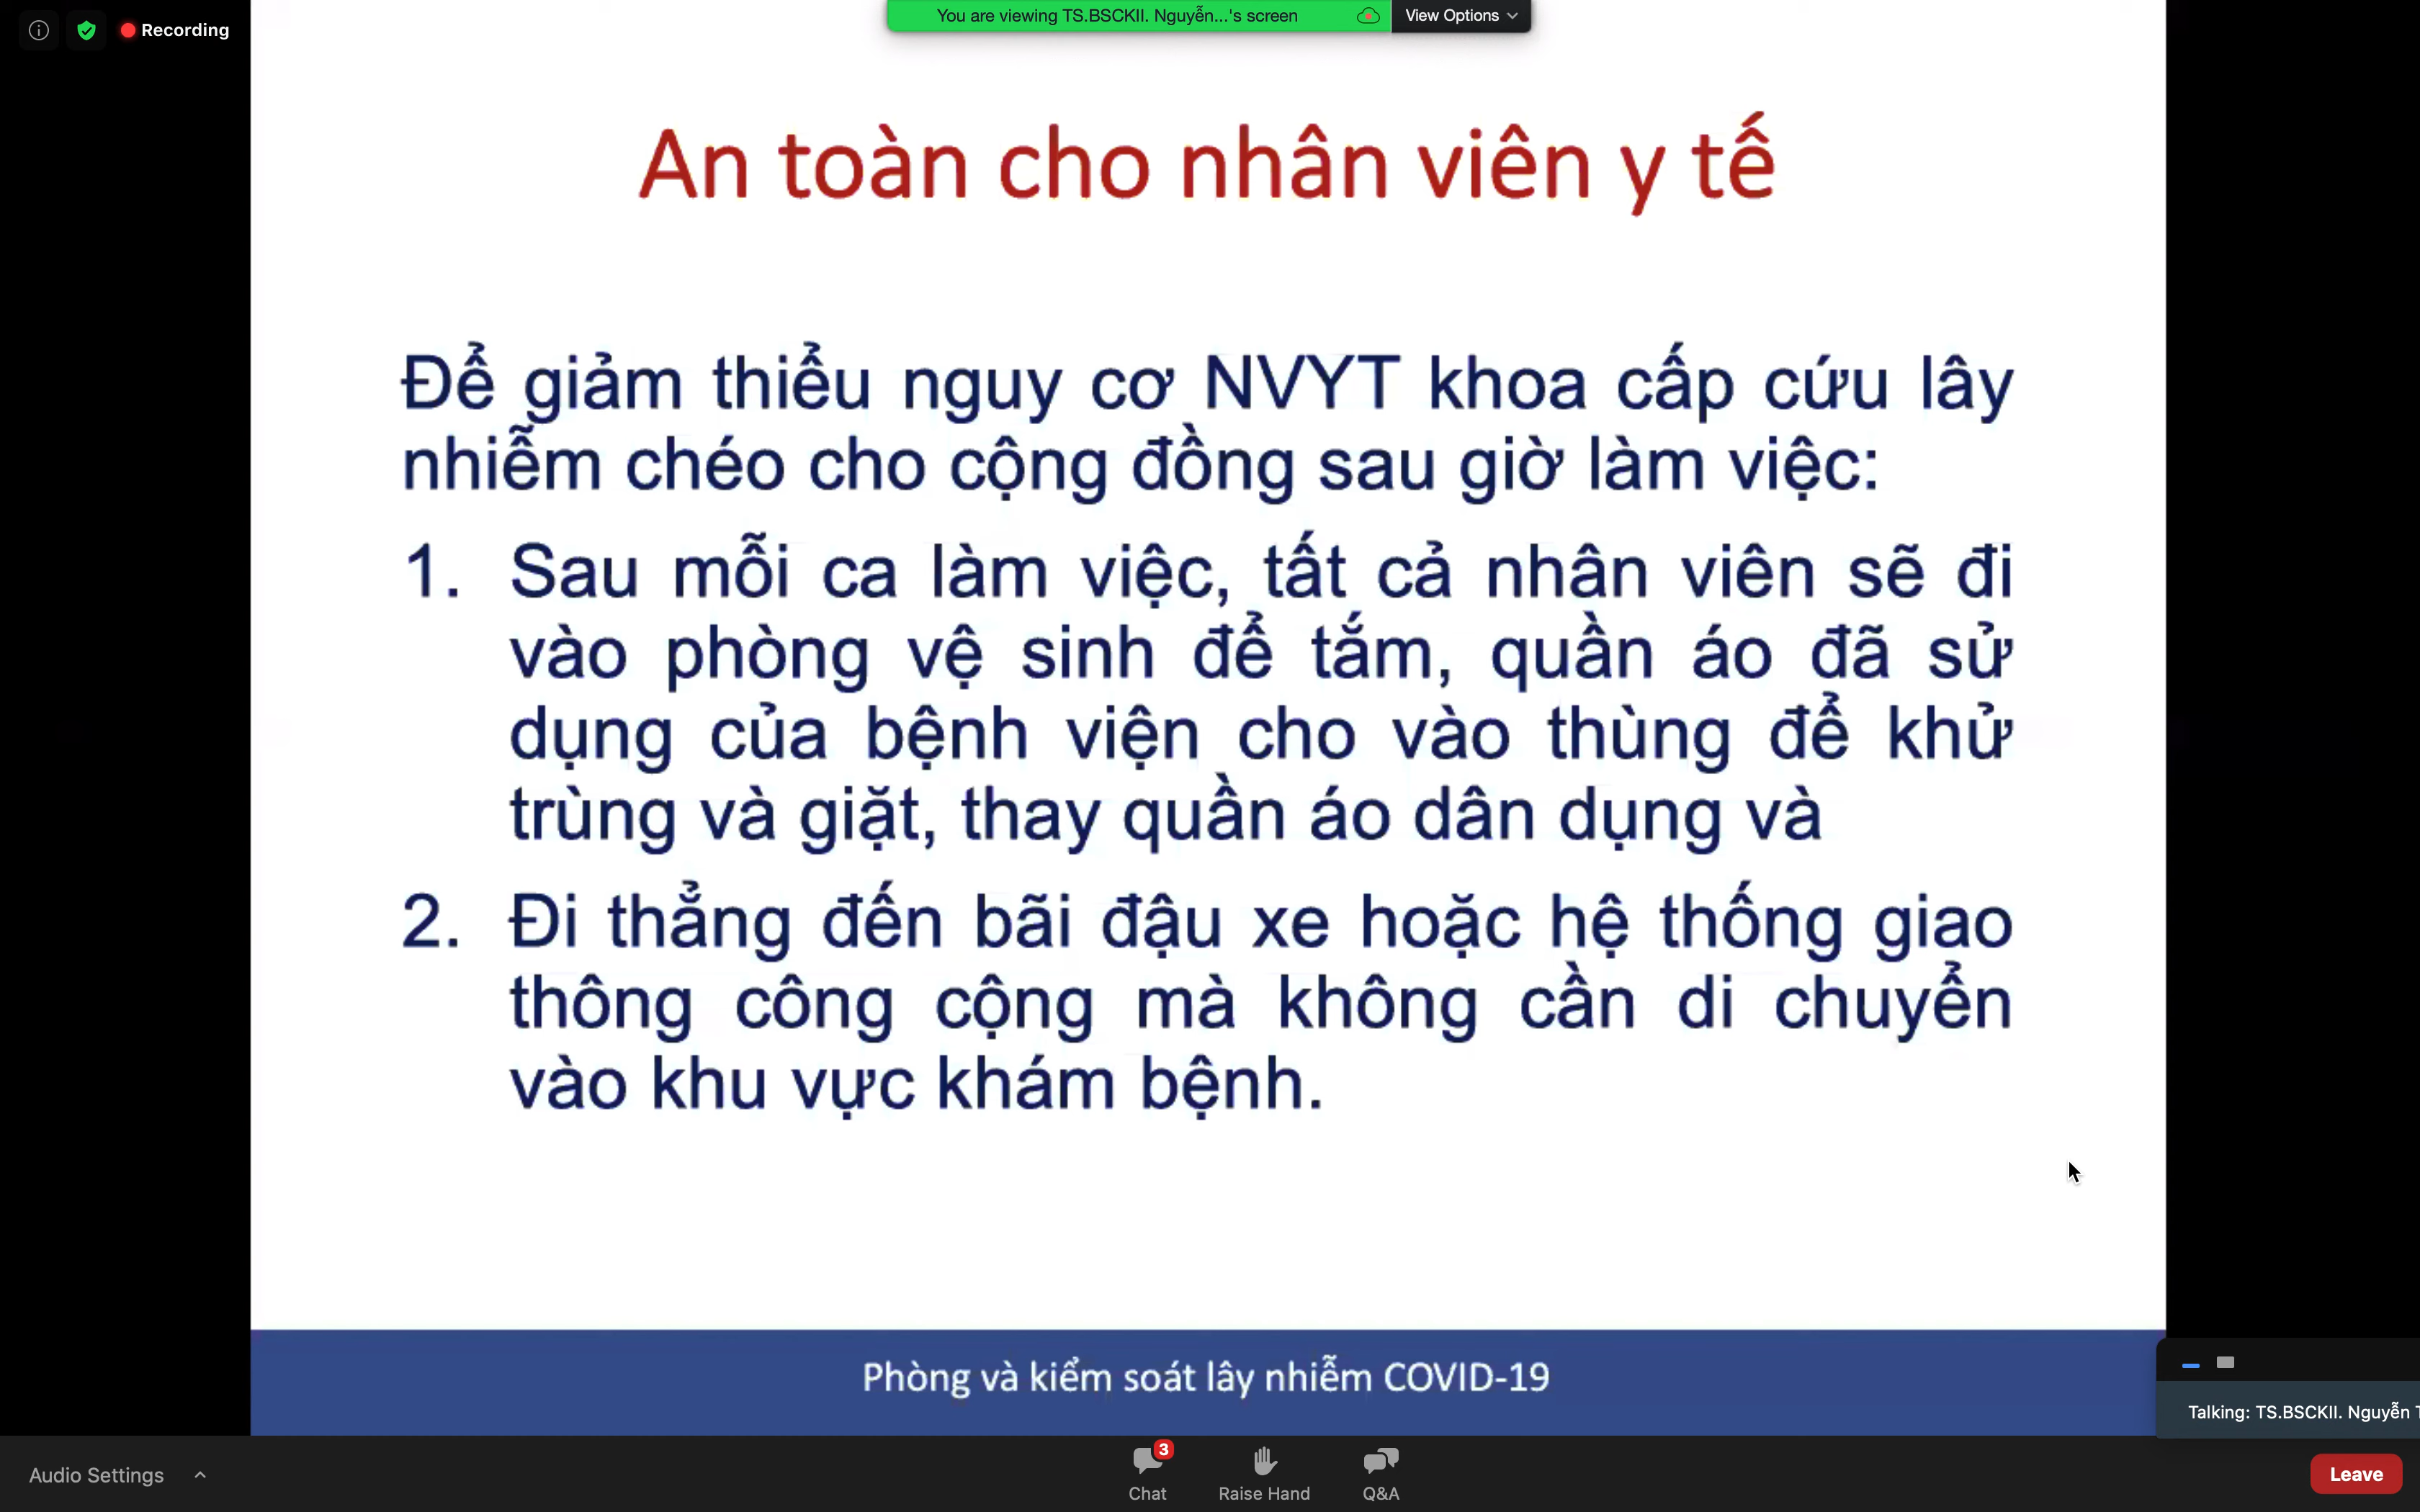 Recording
You are viewing TS.BSCKII. Nguyễn...'s screen
View Options
An toàn cho nhân viên y tế
Để giảm thiểu nguy cơ NVYT khoa cấp cứu lây
nhiễm chéo cho cộng đồng sau giờ làm việc:
1. Sau mỗi ca làm việc, tất cả nhân viên sẽ đi
vào phòng vệ sinh để tắm, quần áo đã sử
dụng của bệnh viện cho vào thùng để khử
trùng và giặt, thay quần áo dân dụng và
2. Đi thẳng đến bãi đậu xe hoặc hệ thống giao
thông công cộng mà không cần di chuyển
vào khu vực khám bệnh.
Phòng và kiểm soát lây nhiễm COVID-19
Talking: TS.BSCKII. Nguyễn T
Audio Settings
3
Chat
Raise Hand
Q&A
Leave